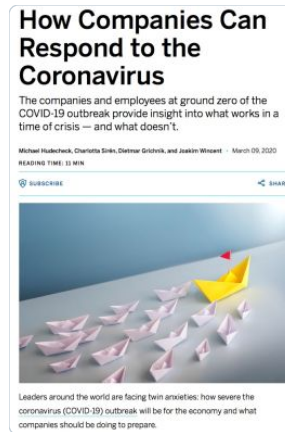 How Companies Can
Respond to the
Coronavirus
The companies and employees at ground zero of the
COVID-19 outbreak provide insight into what works in a
time of crisis — and what doesn't.
Michael Hudecheck, Charlotta Sirén, Dietmar Grichnik, and Joakim Wincent • March 09, 2020
READING TIME: 11 MIN
SUBSCRIBE
SHAR
Leaders around the world are facing twin anxieties: how severe the
coronavirus (COVID-19) outbreak will be for the economy and what
companies should be doing to prepare.